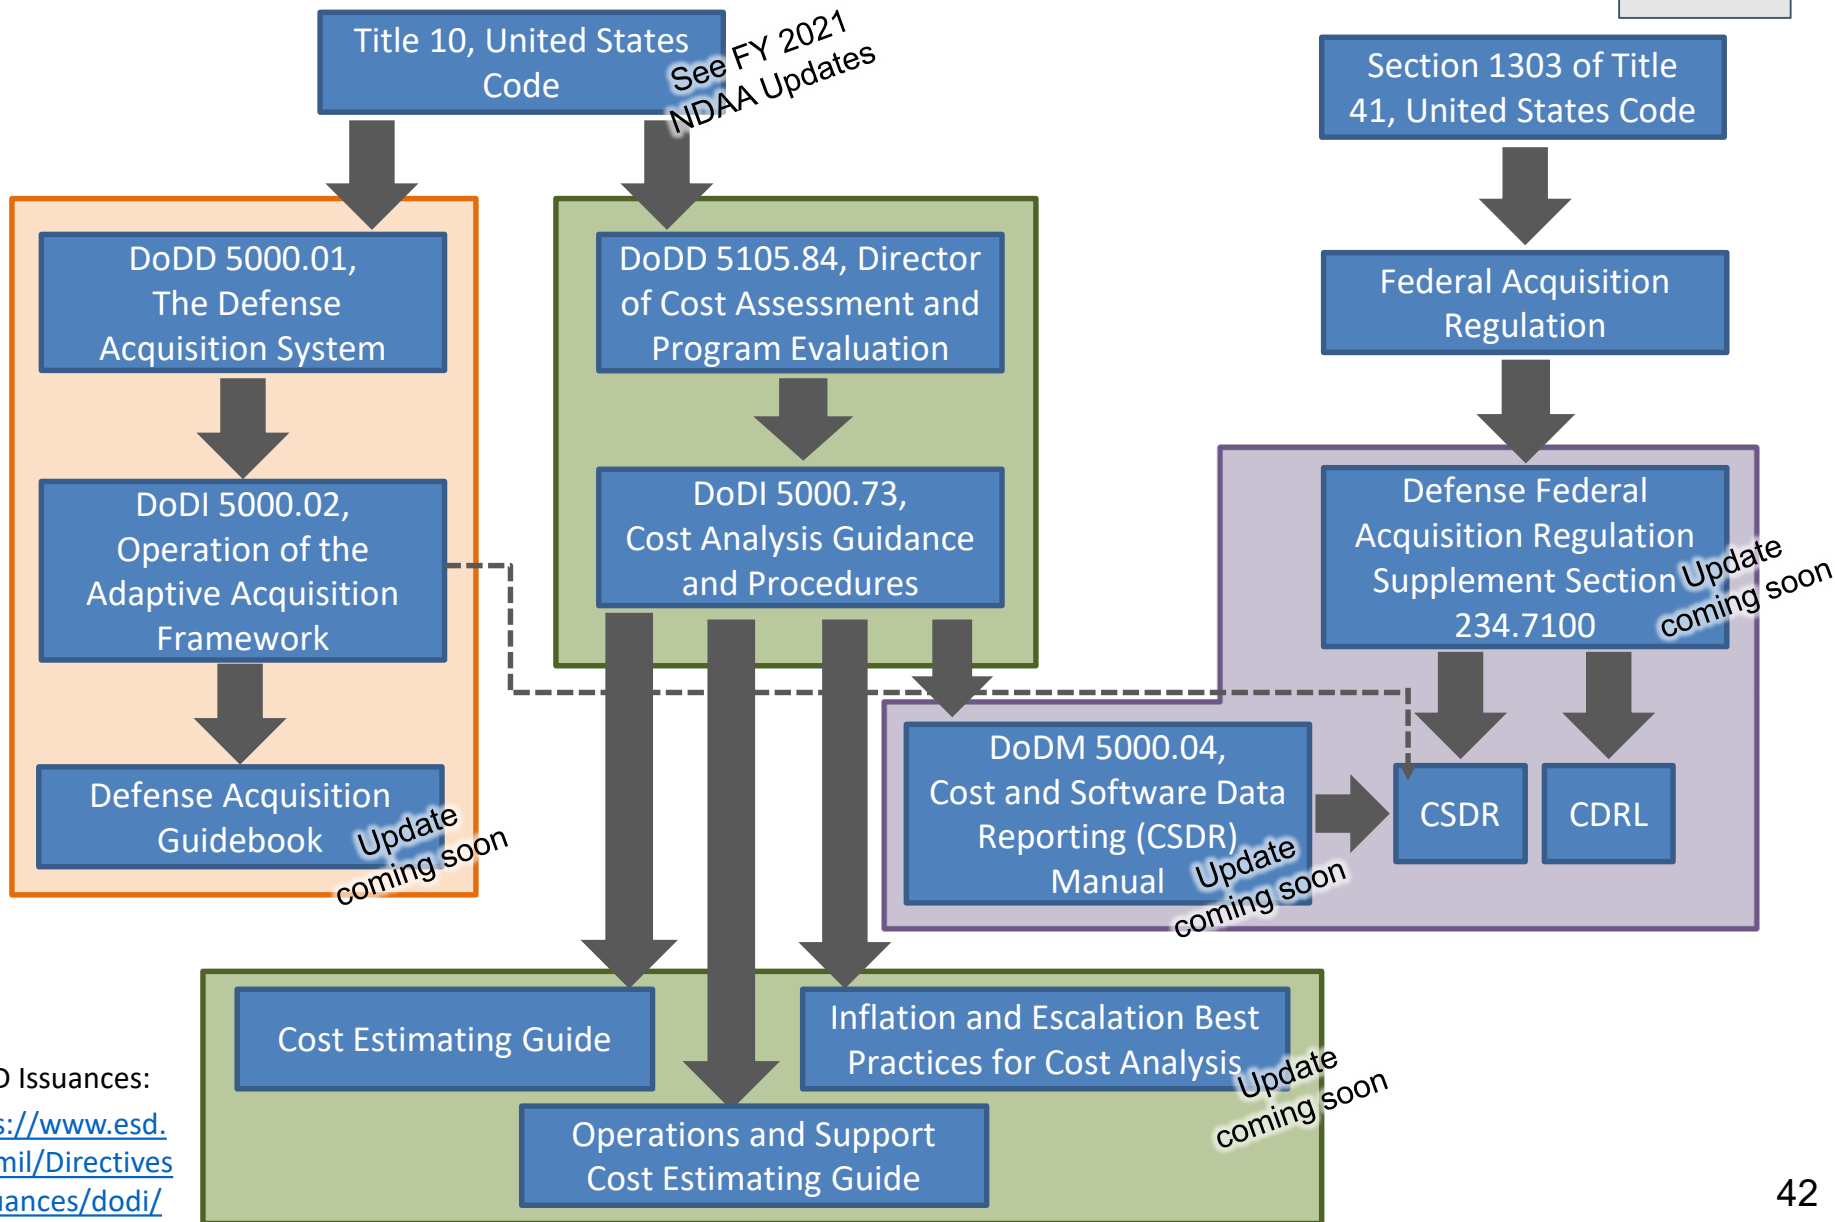 Title 10, United States
Code
See FY 2021
NDAA Updates
Section 1303 of Title
41, United States Code
DoDD 5000.01,
The Defense
Acquisition System
DoDD 5105.84, Director
of Cost Assessment and
Program Evaluation
Federal Acquisition
Regulation
DoDI 5000.02,
Operation of the
Adaptive Acquisition
Framework
DoDI 5000.73,
Cost Analysis Guidance
and Procedures
Defense Federal
Acquisition Regulation
Supplement Section
234.7100
Update
coming soon
Defense Acquisition
Guidebook
Update
coming soon
DoDM 5000.04,
Cost and Software Data
Reporting (CSDR)
Manual
Update
coming soon
CSDR
CDRL
Cost Estimating Guide
Inflation and Escalation Best
Practices for Cost Analysis
Update
coming soon
Operations and Support
Cost Estimating Guide
D Issuances:
s://www.esd.
mil/Directives
uances/dodi/
42